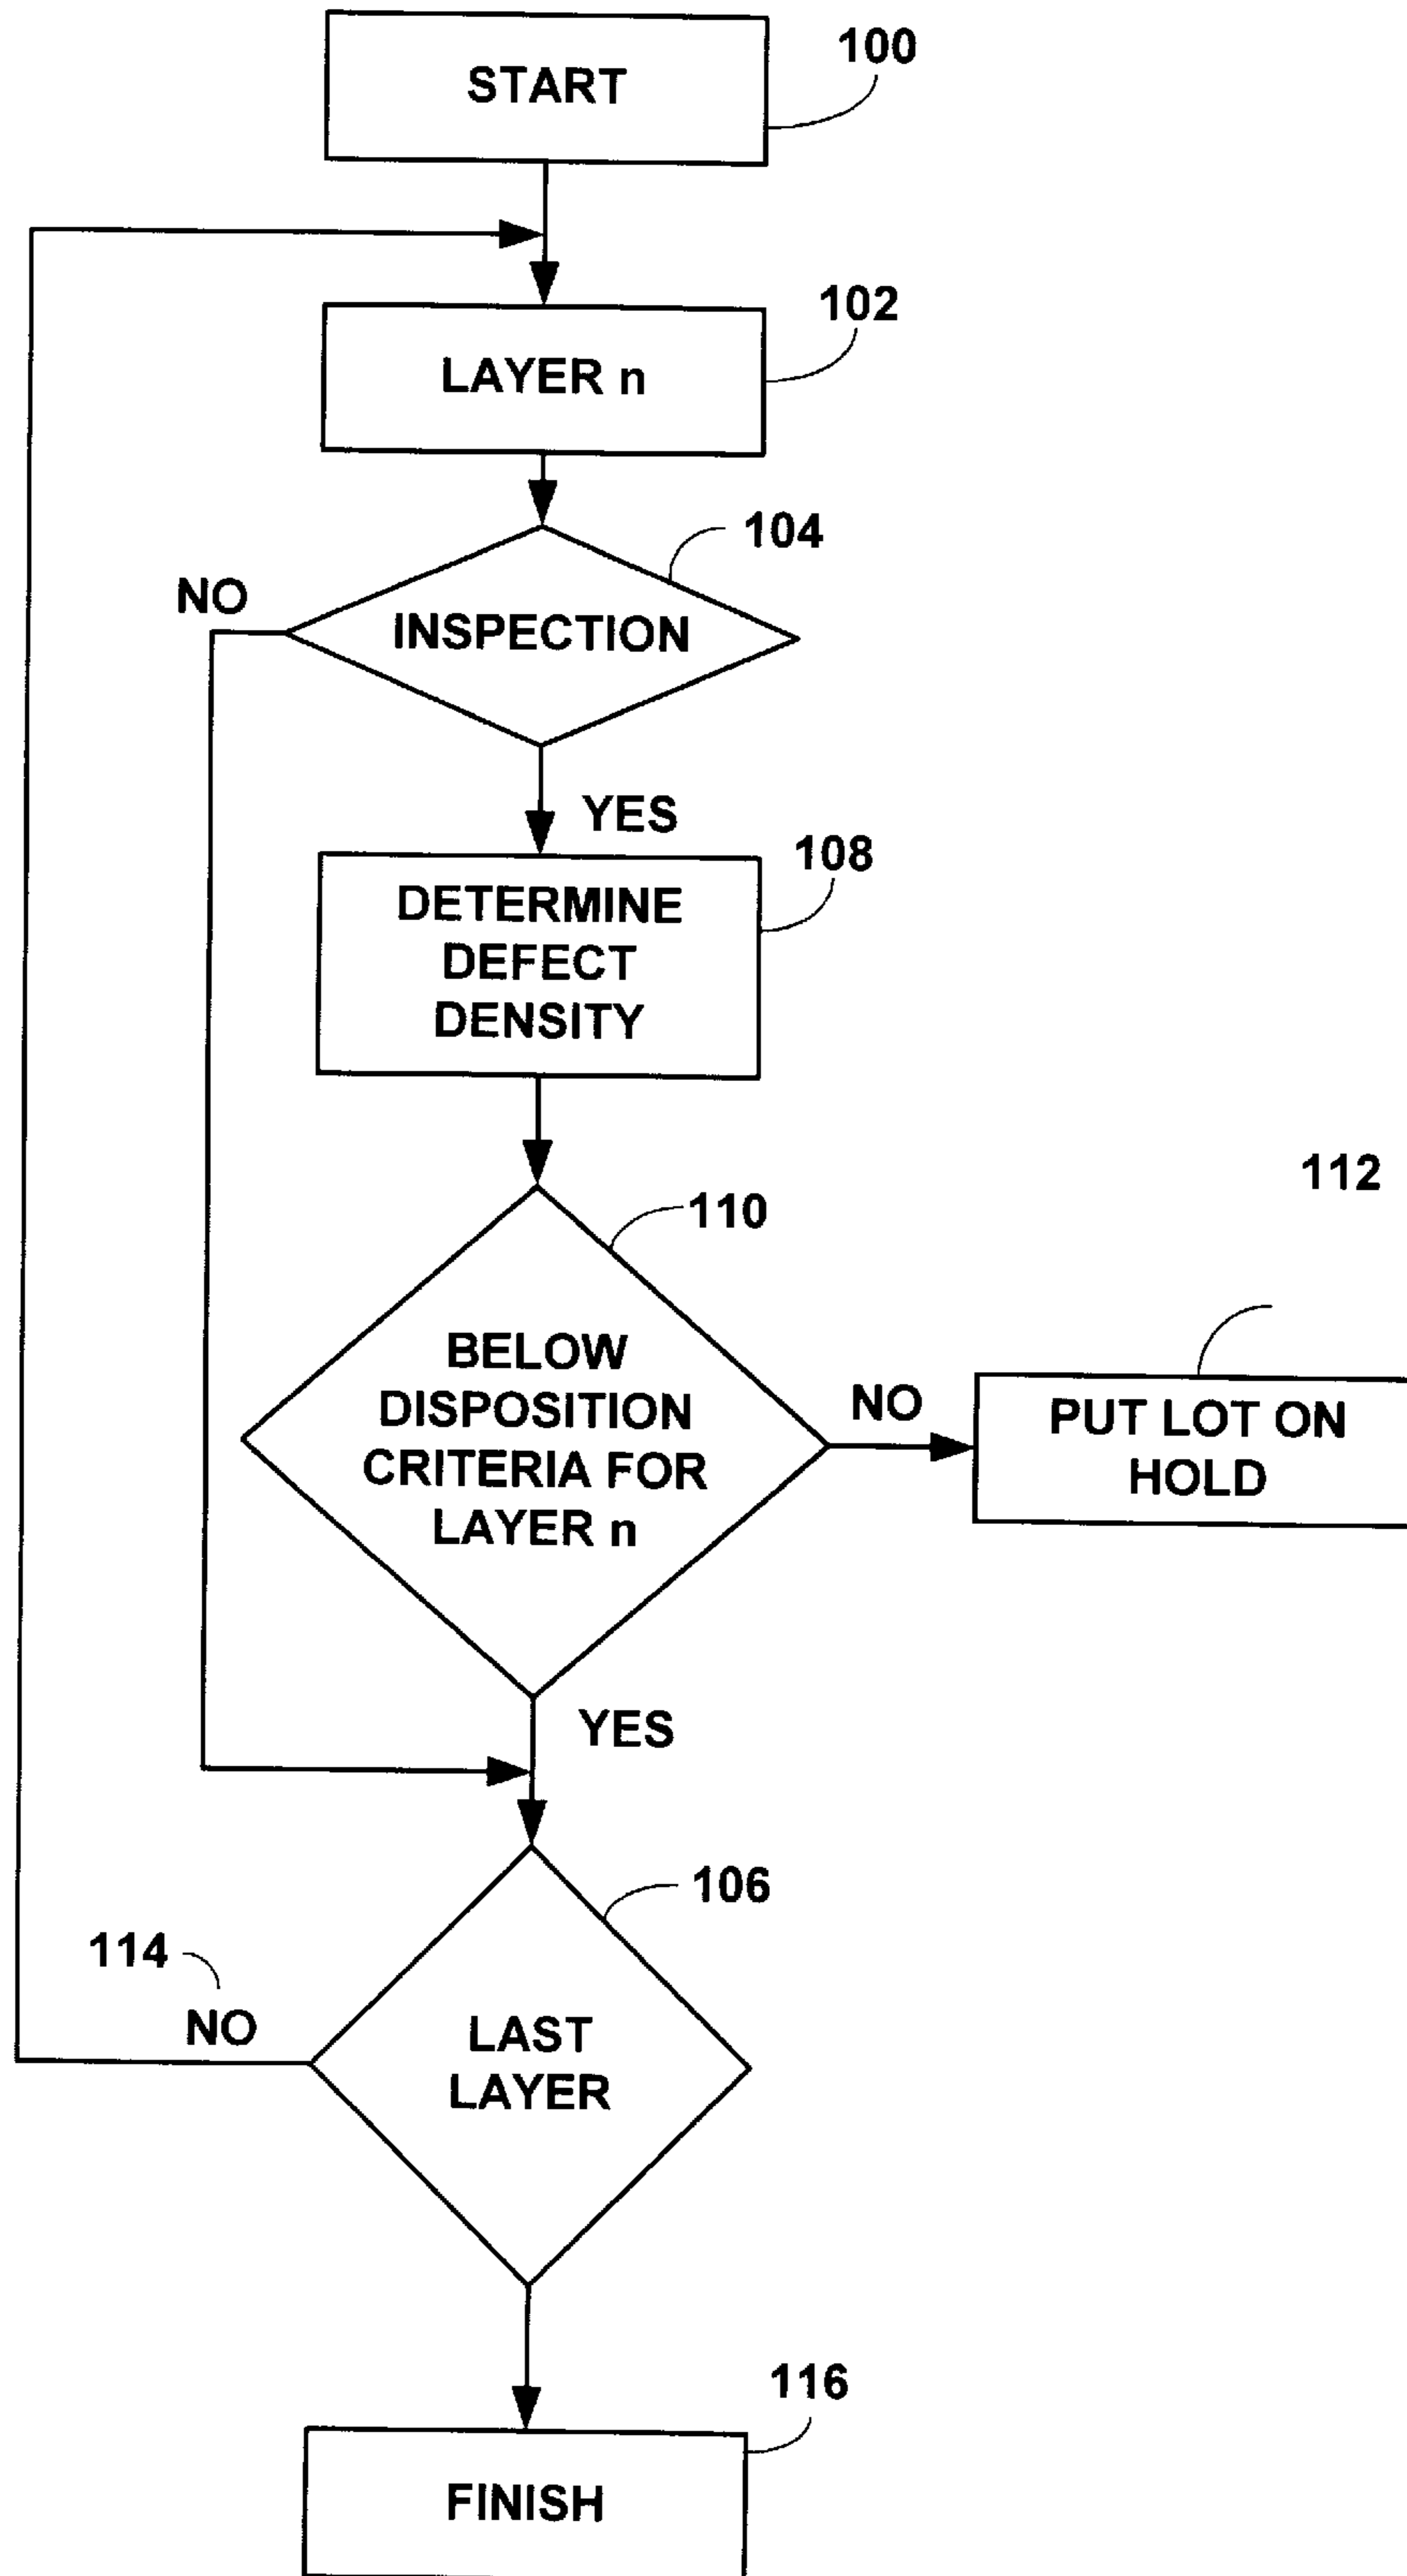 100
START
102
LAYER n
104
NO
INSPECTION
YES
108
DETERMINE
DEFECT
DENSITY
112
110
BELOW
DISPOSITION
CRITERIA FOR
LAYER n
NO
PUT LOT ON
HOLD
YES
106
114
NO
LAST
LAYER
116
FINISH